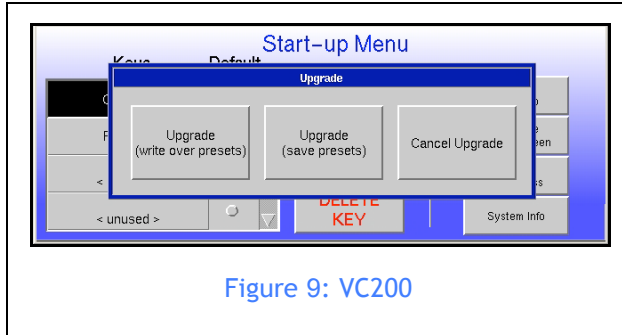 Start-up Menu
Upgrade
Upgrade
(write over presets)
Upgrade
(save presets)
Cancel Upgrade
< unused >
KEY
System Info
Figure 9: VC200